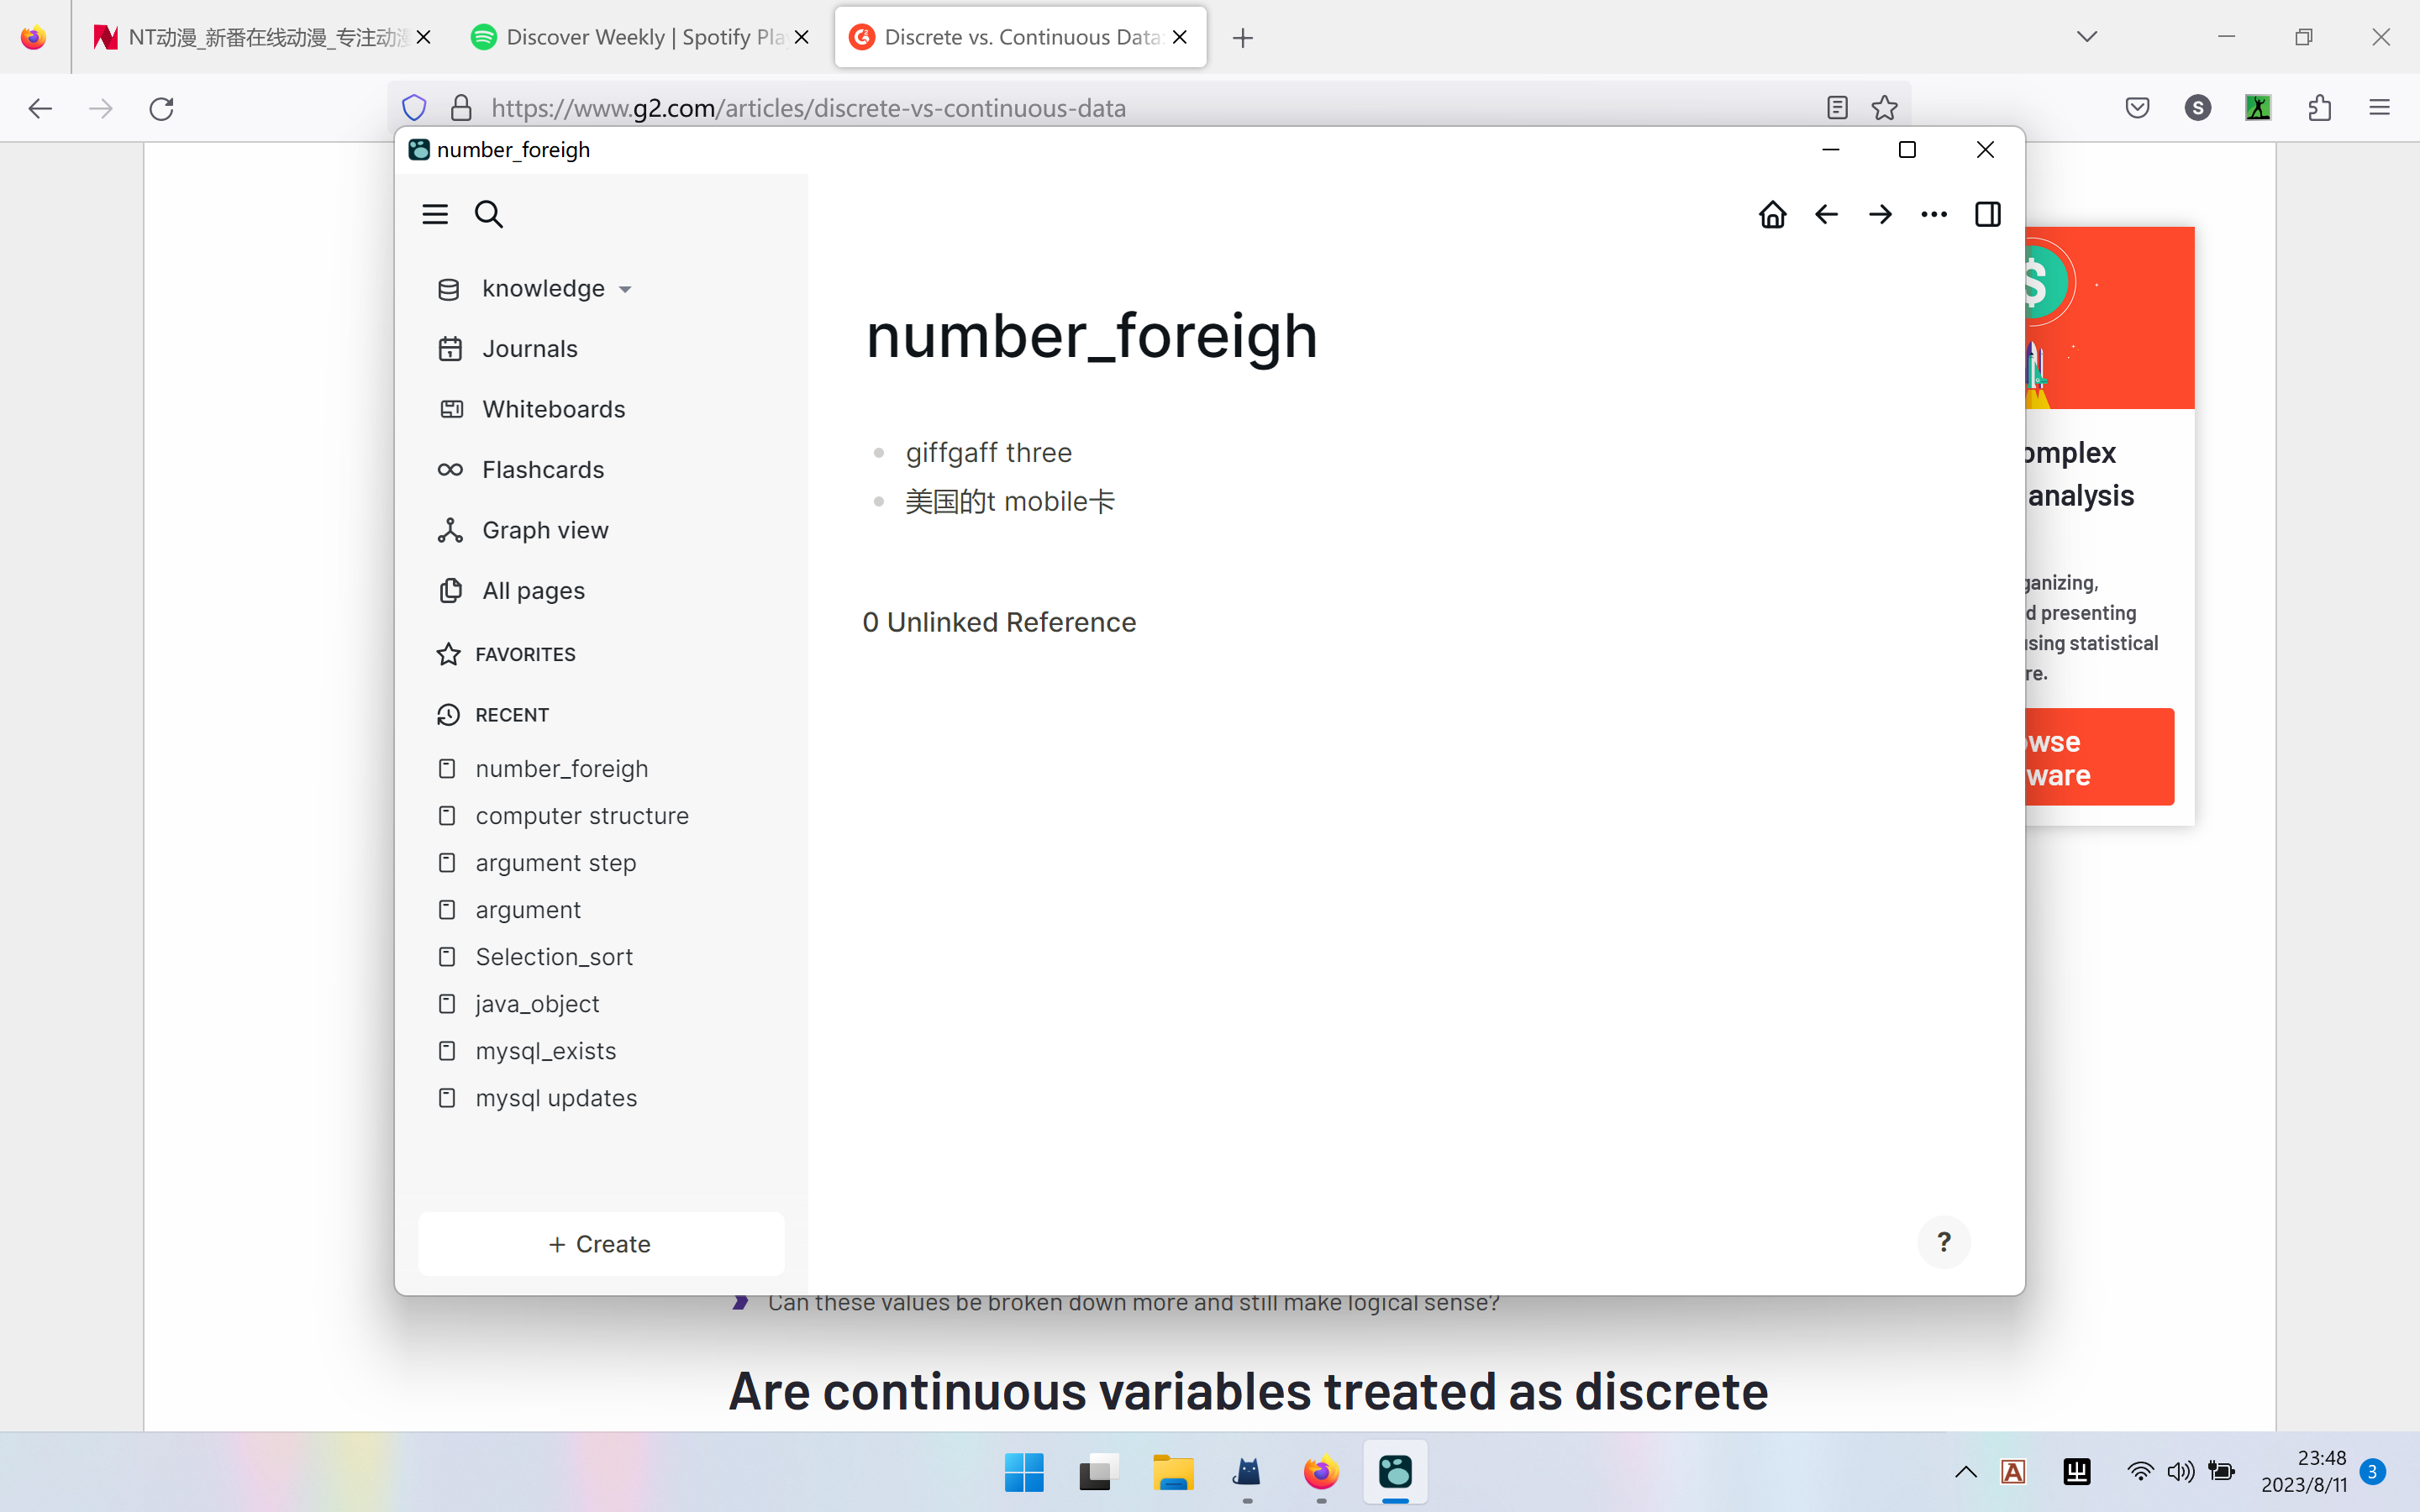 NT动漫_新番在线动漫_专注动漫
Discover Weekly | Spotify Pla
Discrete vs. Continuous Data
https://www.g2.com/articles/discrete-vs-continuous-data
S
number_foreigh
knowledge
Journals
Whiteboards
Flashcards
Graph view
All pages
FAVORITES
RECENT
number_foreigh
computer structure
argument step
argument
Selection_sort
java_object
mysql_exists
mysql updates
+ Create
number_foreigh
giffgaff three
美国的t mobile卡
0 Unlinked Reference
?
$
omplex
analysis
ganizing,
d presenting
using statistical
re.
owse
ware
Can these values be broken down more and still make logical sense?
Are continuous variables treated as discrete
A
23:48
2023/8/11
3